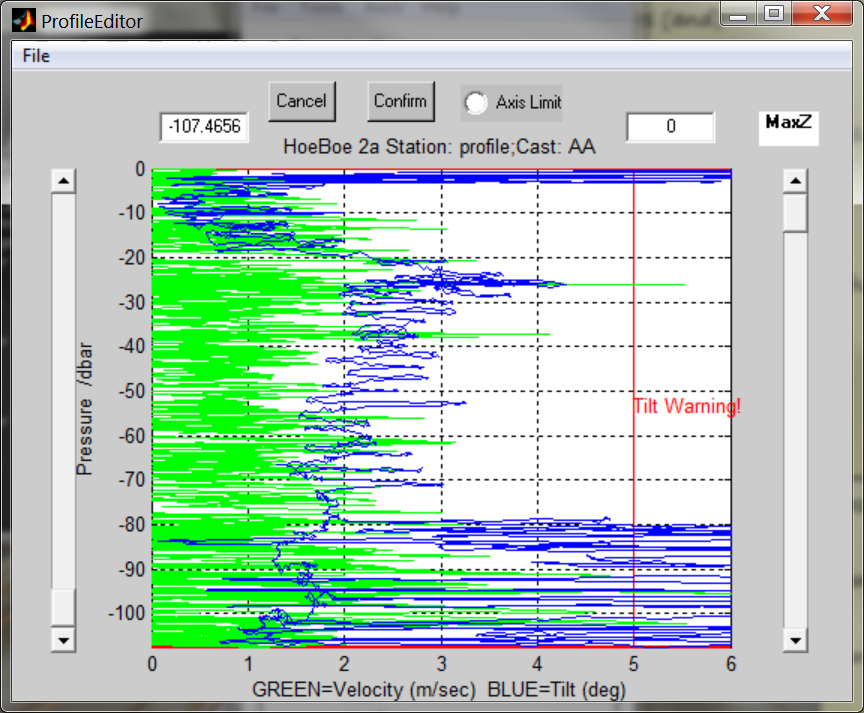 ProfileEditor
File
Cancel
Confirm
Axis Limit
-107.4656
0
MaxZ
HoeBoe 2a Station: profile;Cast: AA
0
-10
-20
-30
-40
-50
-60
-70
-80
-90
-100
Pressure /dbar
Tilt Warning!
0 1 2 3 4 5 6
GREEN=Velocity (m/sec) BLUE=Tilt (deg)